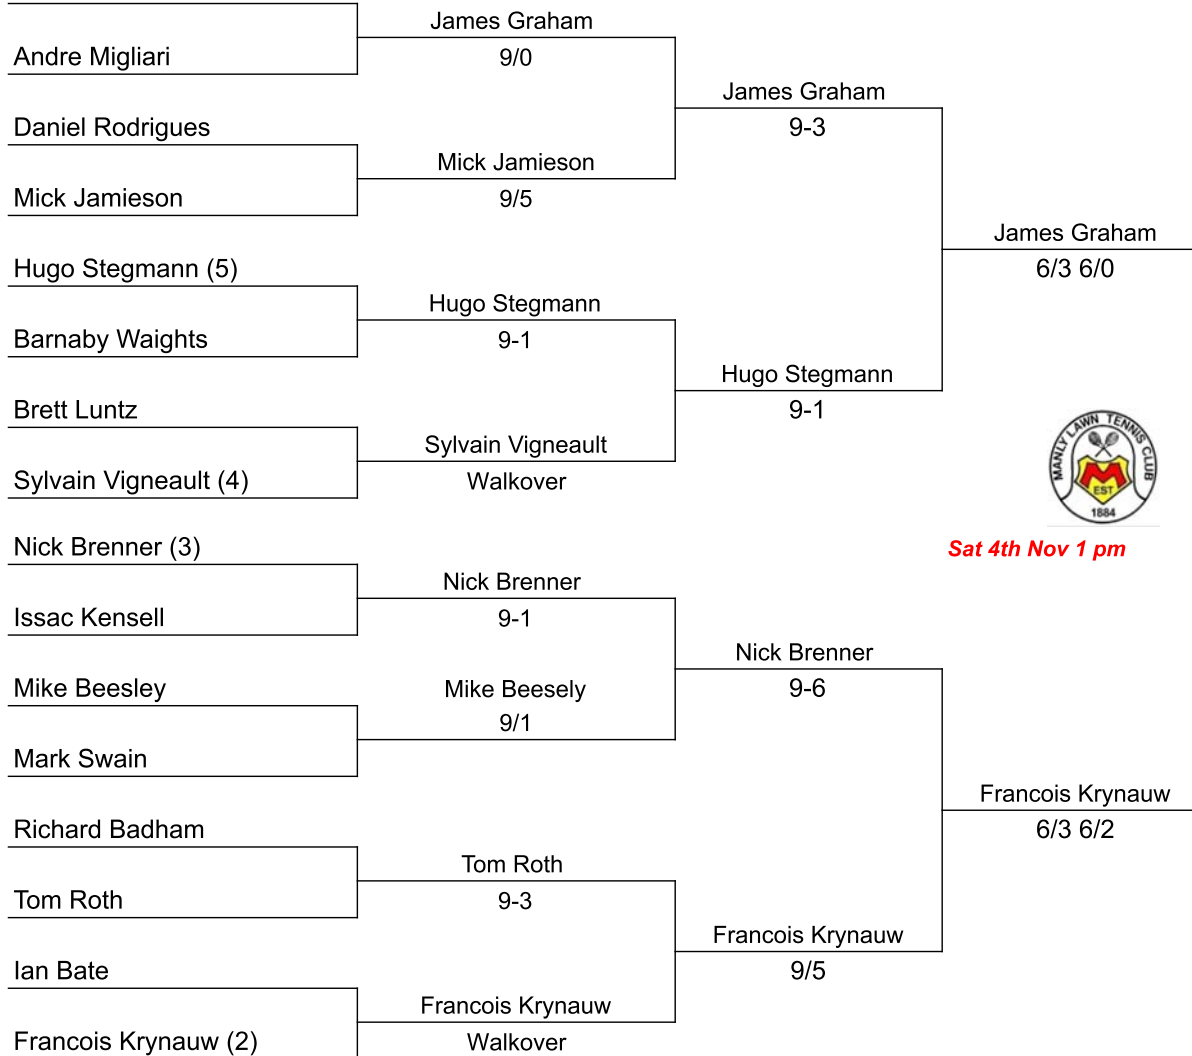 James Graham
Andre Migliari
9/0
James Graham
Daniel Rodrigues
9-3
Mick Jamieson
Mick Jamieson
9/5
James Graham
Hugo Stegmann (5)
6/3 6/0
Hugo Stegmann
Barnaby Waights
9-1
Hugo Stegmann
Brett Luntz
9-1
Sylvain Vigneault
Sylvain Vigneault (4)
Walkover
MANLY LAWN TENNIS CLUB
M
EST
1884
Nick Brenner (3)
Sat 4th Nov 1 pm
Nick Brenner
Issac Kensell
9-1
Nick Brenner
Mike Beesley
Mike Beesely
9-6
9/1
Mark Swain
Francois Krynauw
Richard Badham
6/3 6/2
Tom Roth
Tom Roth
9-3
Francois Krynauw
Ian Bate
9/5
Francois Krynauw
Francois Krynauw (2)
Walkover